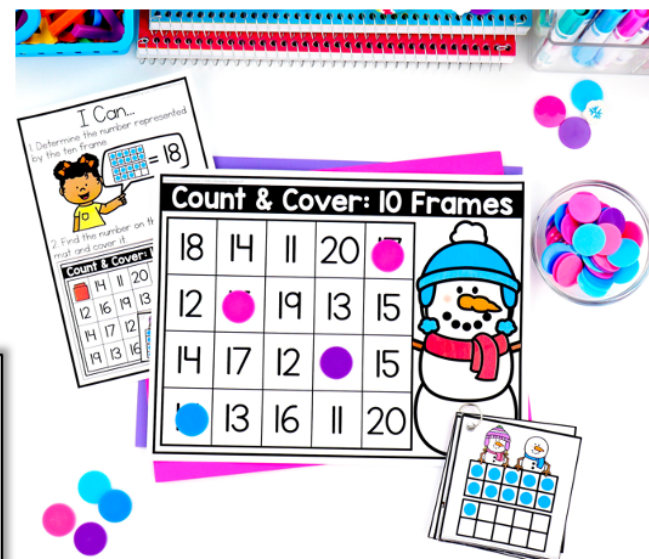 I Can...
1. Determine the number represented
by the ten frame.
= 18
2. Find the number on th
mat and cover it.
Count & Cover:
14 11 20
12 16 19 13
14 17 12
19 13 16
Count & Cover: 10 Frames
18 14 11 20
12 19 13 15
14 17 12 15
13 16 11 20